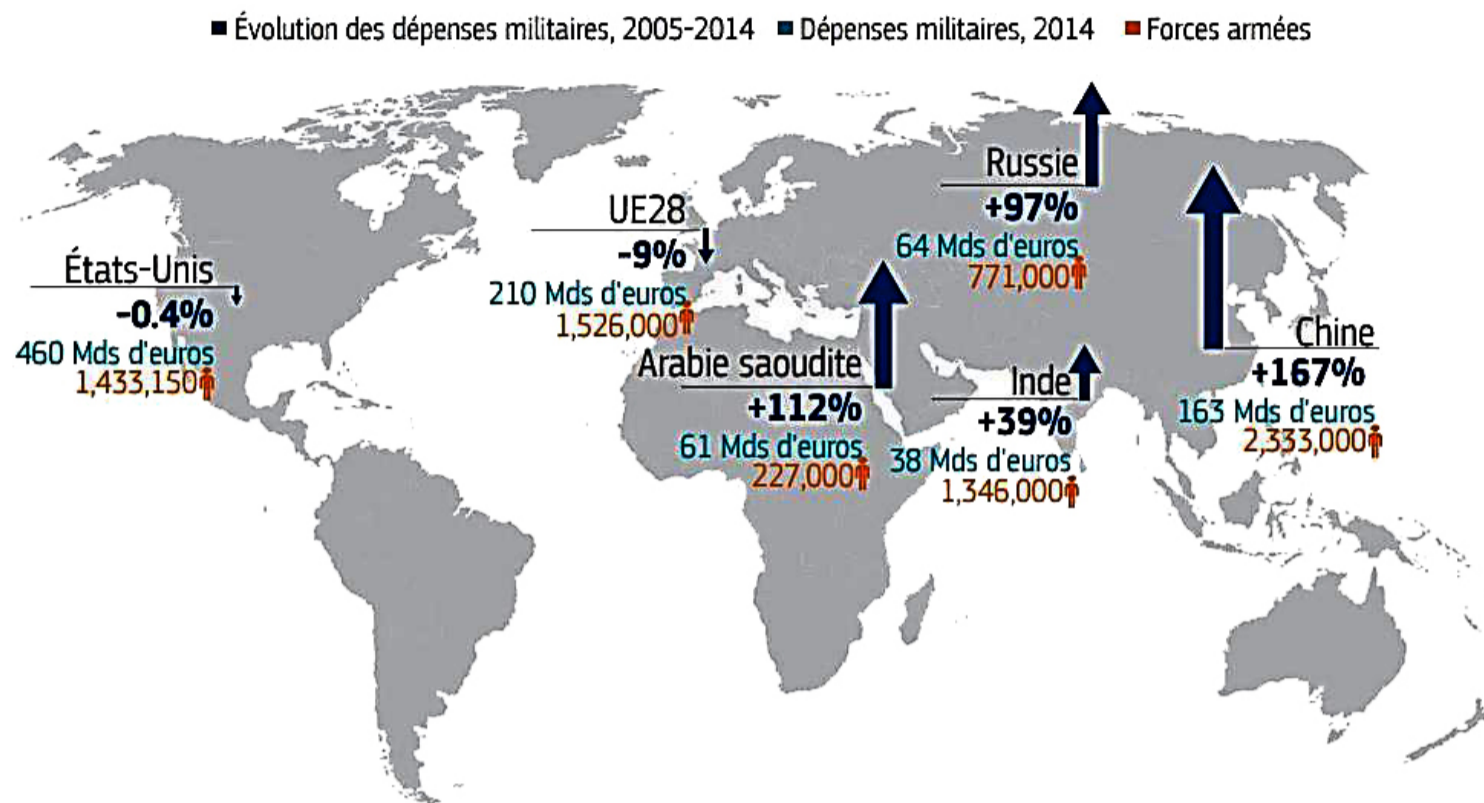 Évolution des dépenses militaires, 2005-2014 Dépenses militaires, 2014 Forces armées
Russie
+97%
64 Mds d'euros
771,000
UE28
-9%
210 Mds d'euros
1,526,000
États-Unis
-0.4%
460 Mds d'euros
1,433,150
Chine
+167%
163 Mds d'euros
2,333,000
Arabie saoudite
+112%
61 Mds d'euros
227,000
Inde
+39%
38 Mds d'euros
1,346,000